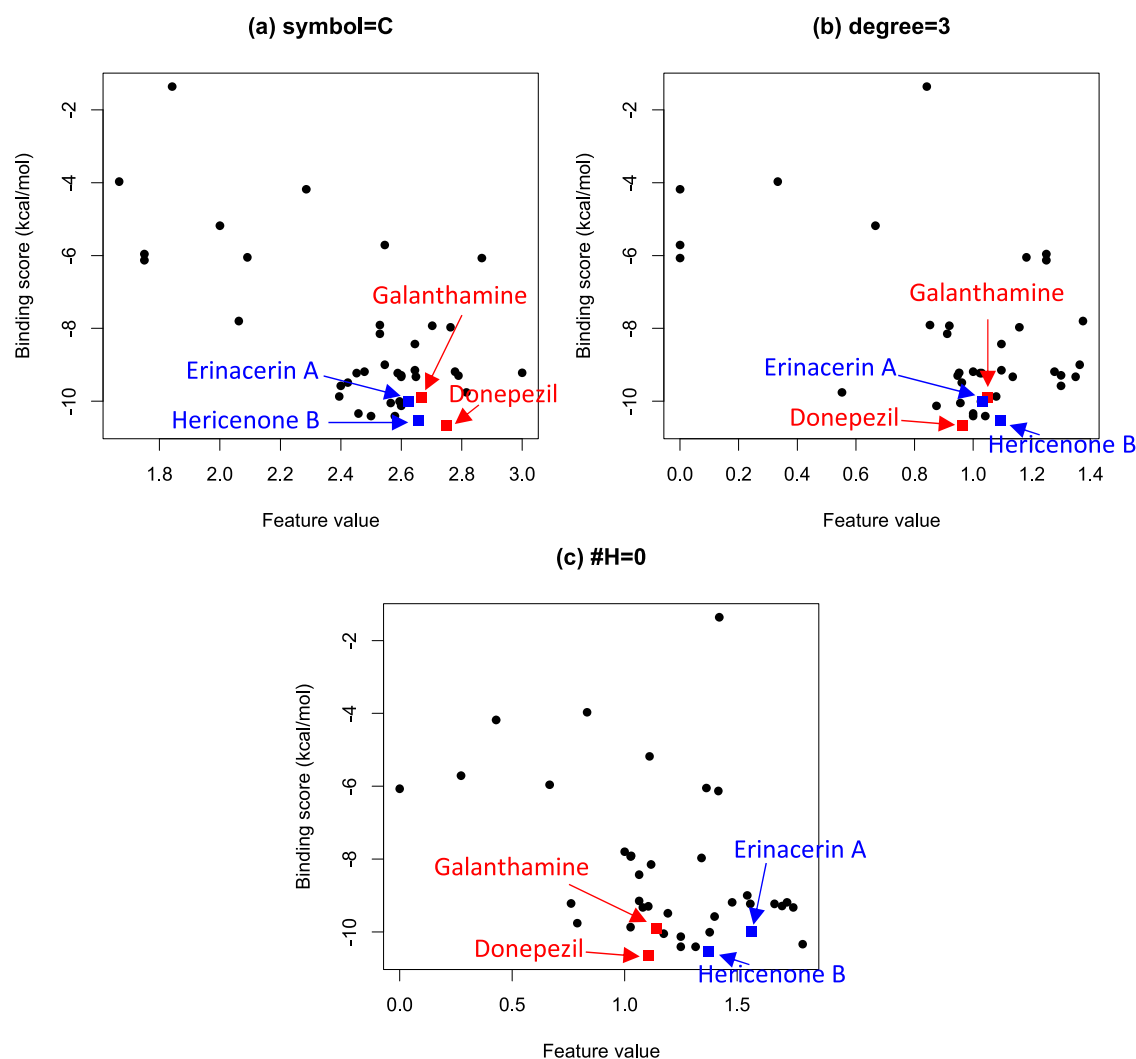 (a) symbol=C
Binding score (kcal/mol)
-2
-4
-6
-8
-10
Galanthamine
Erinacerin A
Donepezil
Hericenone B
1.8
2.0
2.2
2.4
2.6
2.8
3.0
Feature value
(b) degree=3
Binding score (kcal/mol)
-2
-4
-6
-8
-10
Galanthamine
Erinacerin A
Donepezil
Hericenone B
0.0
0.2
0.4
0.6
0.8
1.0
1.2
1.4
Feature value
(c) #H=0
Binding score (kcal/mol)
-2
-4
-6
-8
-10
Erinacerin A
Galanthamine
Donepezil
Hericenone B
0.0
0.5
1.0
1.5
Feature value